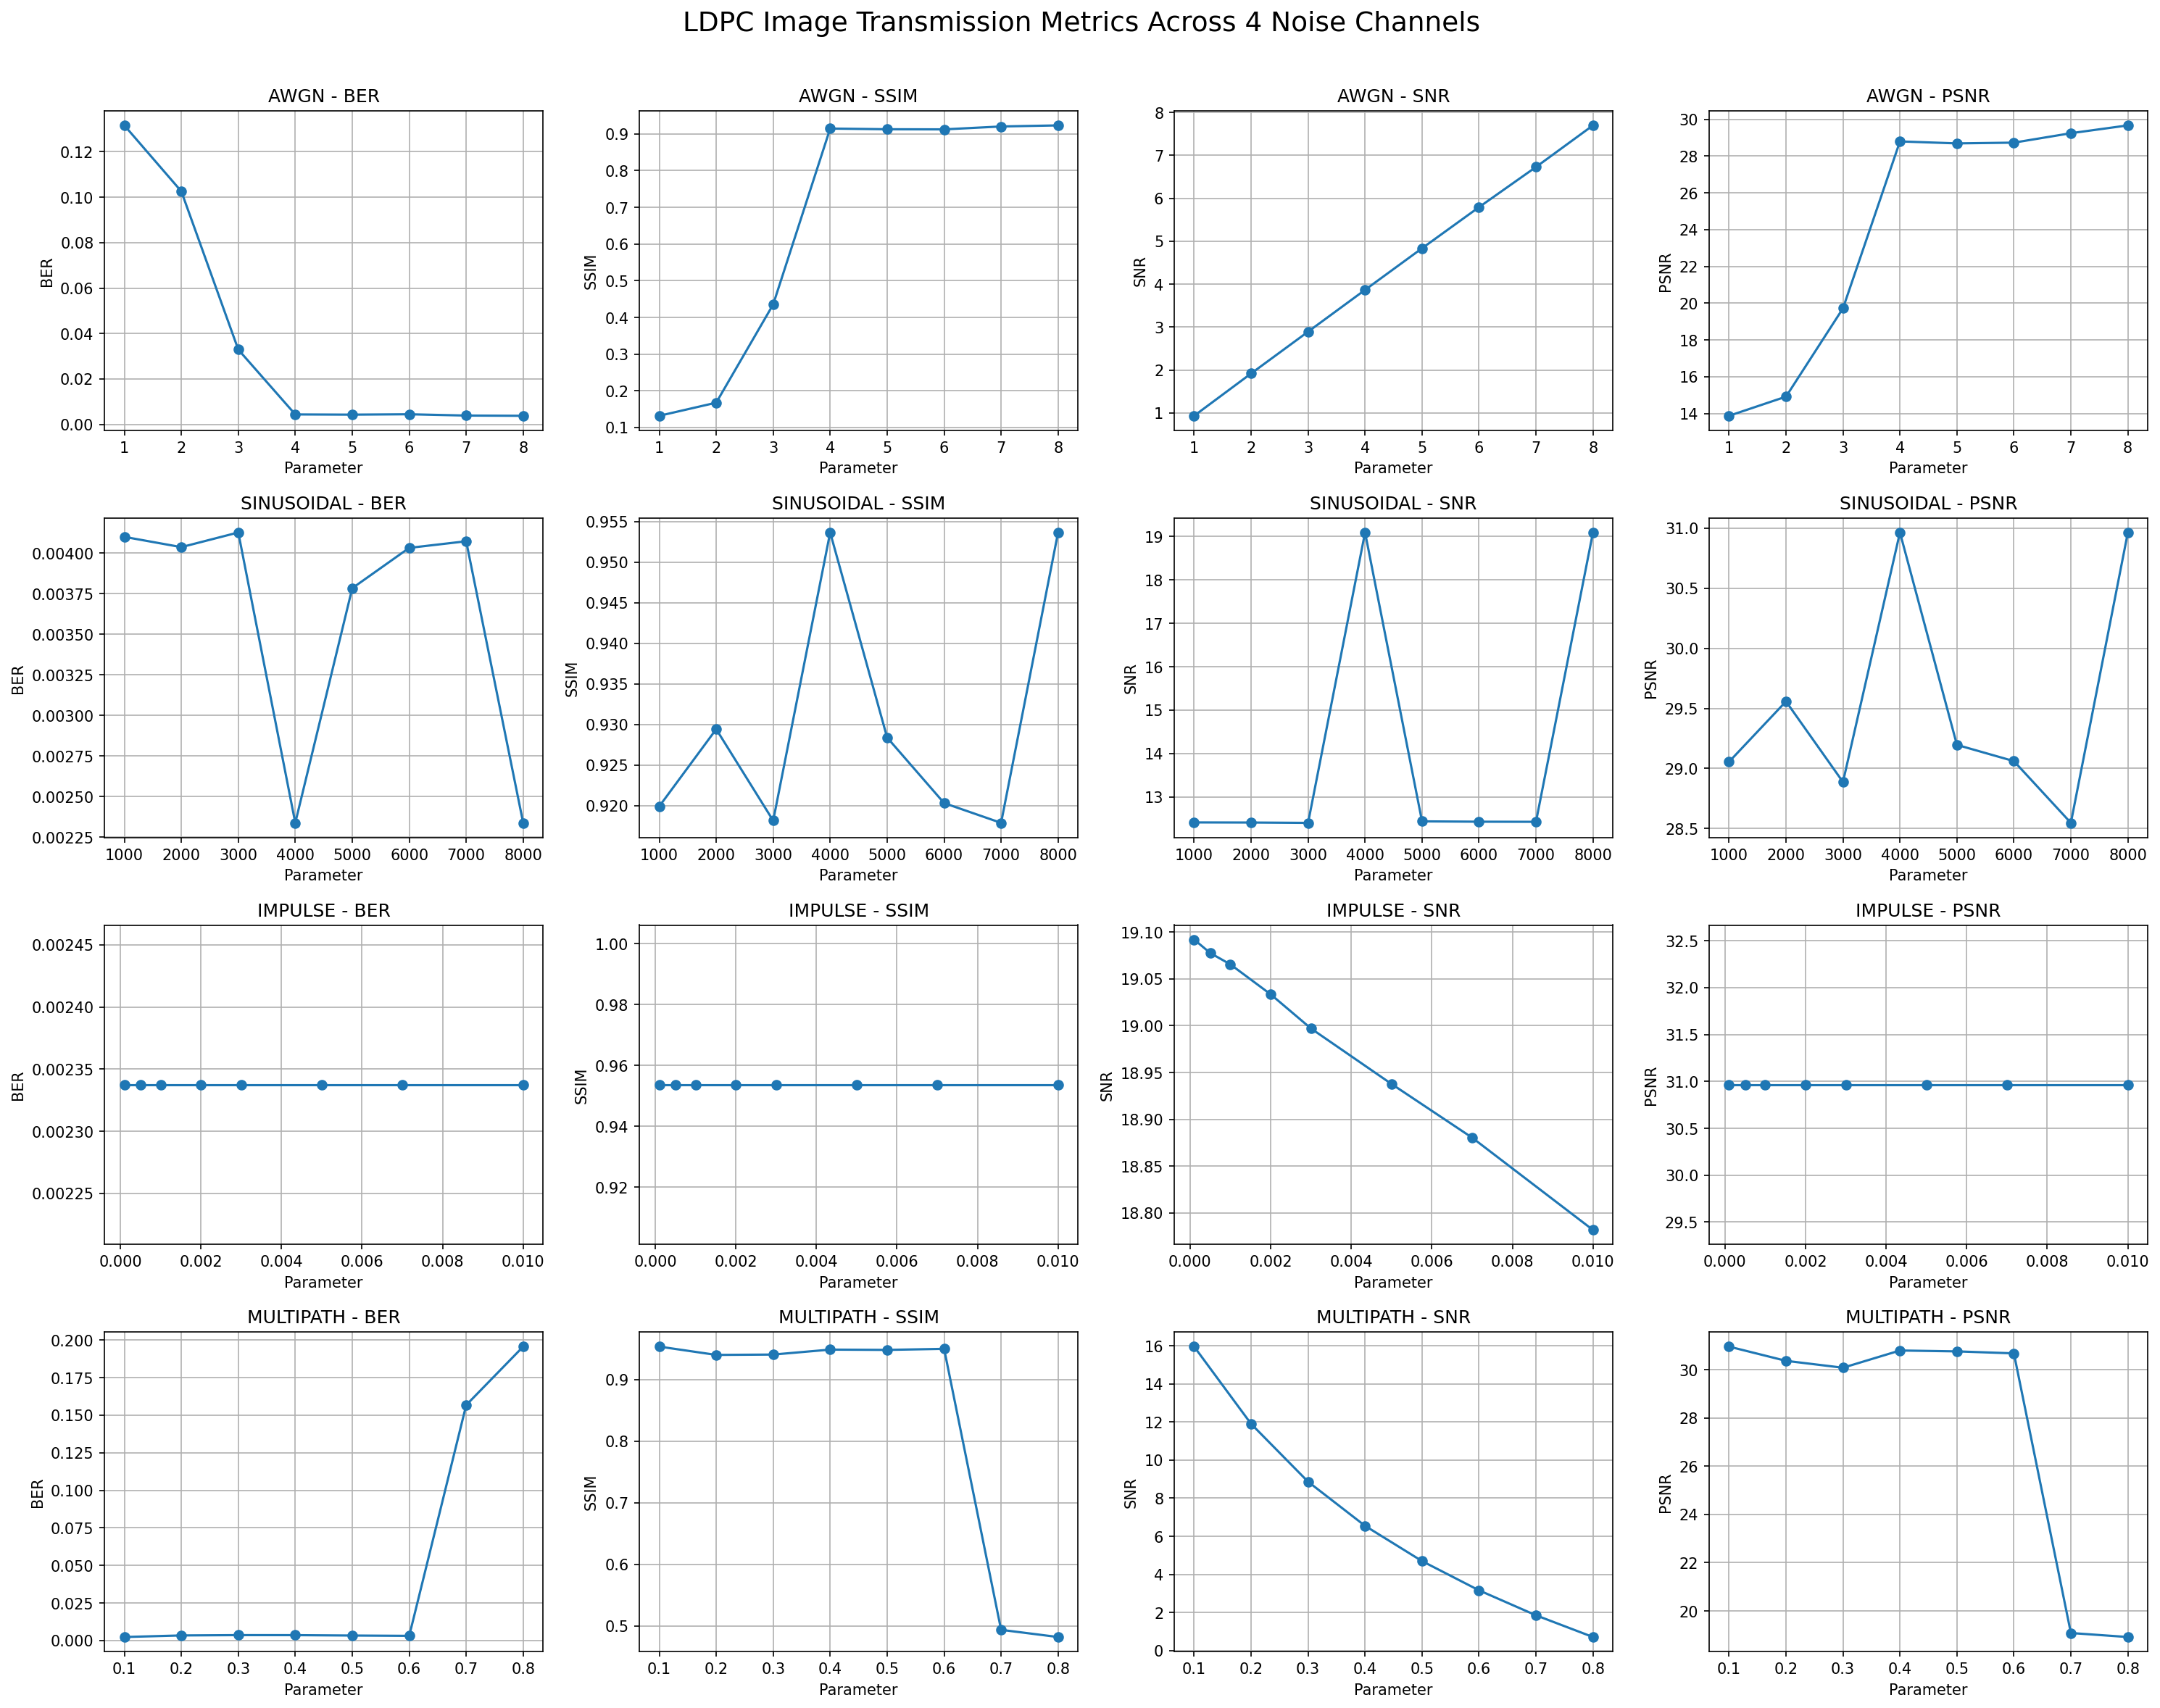 LDPC Image Transmission Metrics Across 4 Noise Channels
AWGN - BER
BER
0.12
0.10
0.08
0.06
0.04
0.02
0.00
1 2 3 4 5 6 7 8
Parameter
AWGN - SSIM
SSIM
0.9
0.8
0.7
0.6
0.5
0.4
0.3
0.2
0.1
1 2 3 4 5 6 7 8
Parameter
AWGN - SNR
SNR
8
7
6
5
4
3
2
1
1 2 3 4 5 6 7 8
Parameter
AWGN - PSNR
PSNR
30
28
26
24
22
20
18
16
14
1 2 3 4 5 6 7 8
Parameter
SINUSOIDAL - BER
BER
0.00400
0.00375
0.00350
0.00325
0.00300
0.00275
0.00250
0.00225
1000 2000 3000 4000 5000 6000 7000 8000
Parameter
SINUSOIDAL - SSIM
SSIM
0.955
0.950
0.945
0.940
0.935
0.930
0.925
0.920
1000 2000 3000 4000 5000 6000 7000 8000
Parameter
SINUSOIDAL - SNR
SNR
19
18
17
16
15
14
13
1000 2000 3000 4000 5000 6000 7000 8000
Parameter
SINUSOIDAL - PSNR
PSNR
31.0
30.5
30.0
29.5
29.0
28.5
1000 2000 3000 4000 5000 6000 7000 8000
Parameter
IMPULSE - BER
BER
0.00245
0.00240
0.00235
0.00230
0.00225
0.000 0.002 0.004 0.006 0.008 0.010
Parameter
IMPULSE - SSIM
SSIM
1.00
0.98
0.96
0.94
0.92
0.000 0.002 0.004 0.006 0.008 0.010
Parameter
IMPULSE - SNR
SNR
19.10
19.05
19.00
18.95
18.90
18.85
18.80
0.000 0.002 0.004 0.006 0.008 0.010
Parameter
IMPULSE - PSNR
PSNR
32.5
32.0
31.5
31.0
30.5
30.0
29.5
0.000 0.002 0.004 0.006 0.008 0.010
Parameter
MULTIPATH - BER
BER
0.200
0.175
0.150
0.125
0.100
0.075
0.050
0.025
0.000
0.1 0.2 0.3 0.4 0.5 0.6 0.7 0.8
Parameter
MULTIPATH - SSIM
SSIM
0.9
0.8
0.7
0.6
0.5
0.1 0.2 0.3 0.4 0.5 0.6 0.7 0.8
Parameter
MULTIPATH - SNR
SNR
16
14
12
10
8
6
4
2
0
0.1 0.2 0.3 0.4 0.5 0.6 0.7 0.8
Parameter
MULTIPATH - PSNR
PSNR
30
28
26
24
22
20
0.1 0.2 0.3 0.4 0.5 0.6 0.7 0.8
Parameter